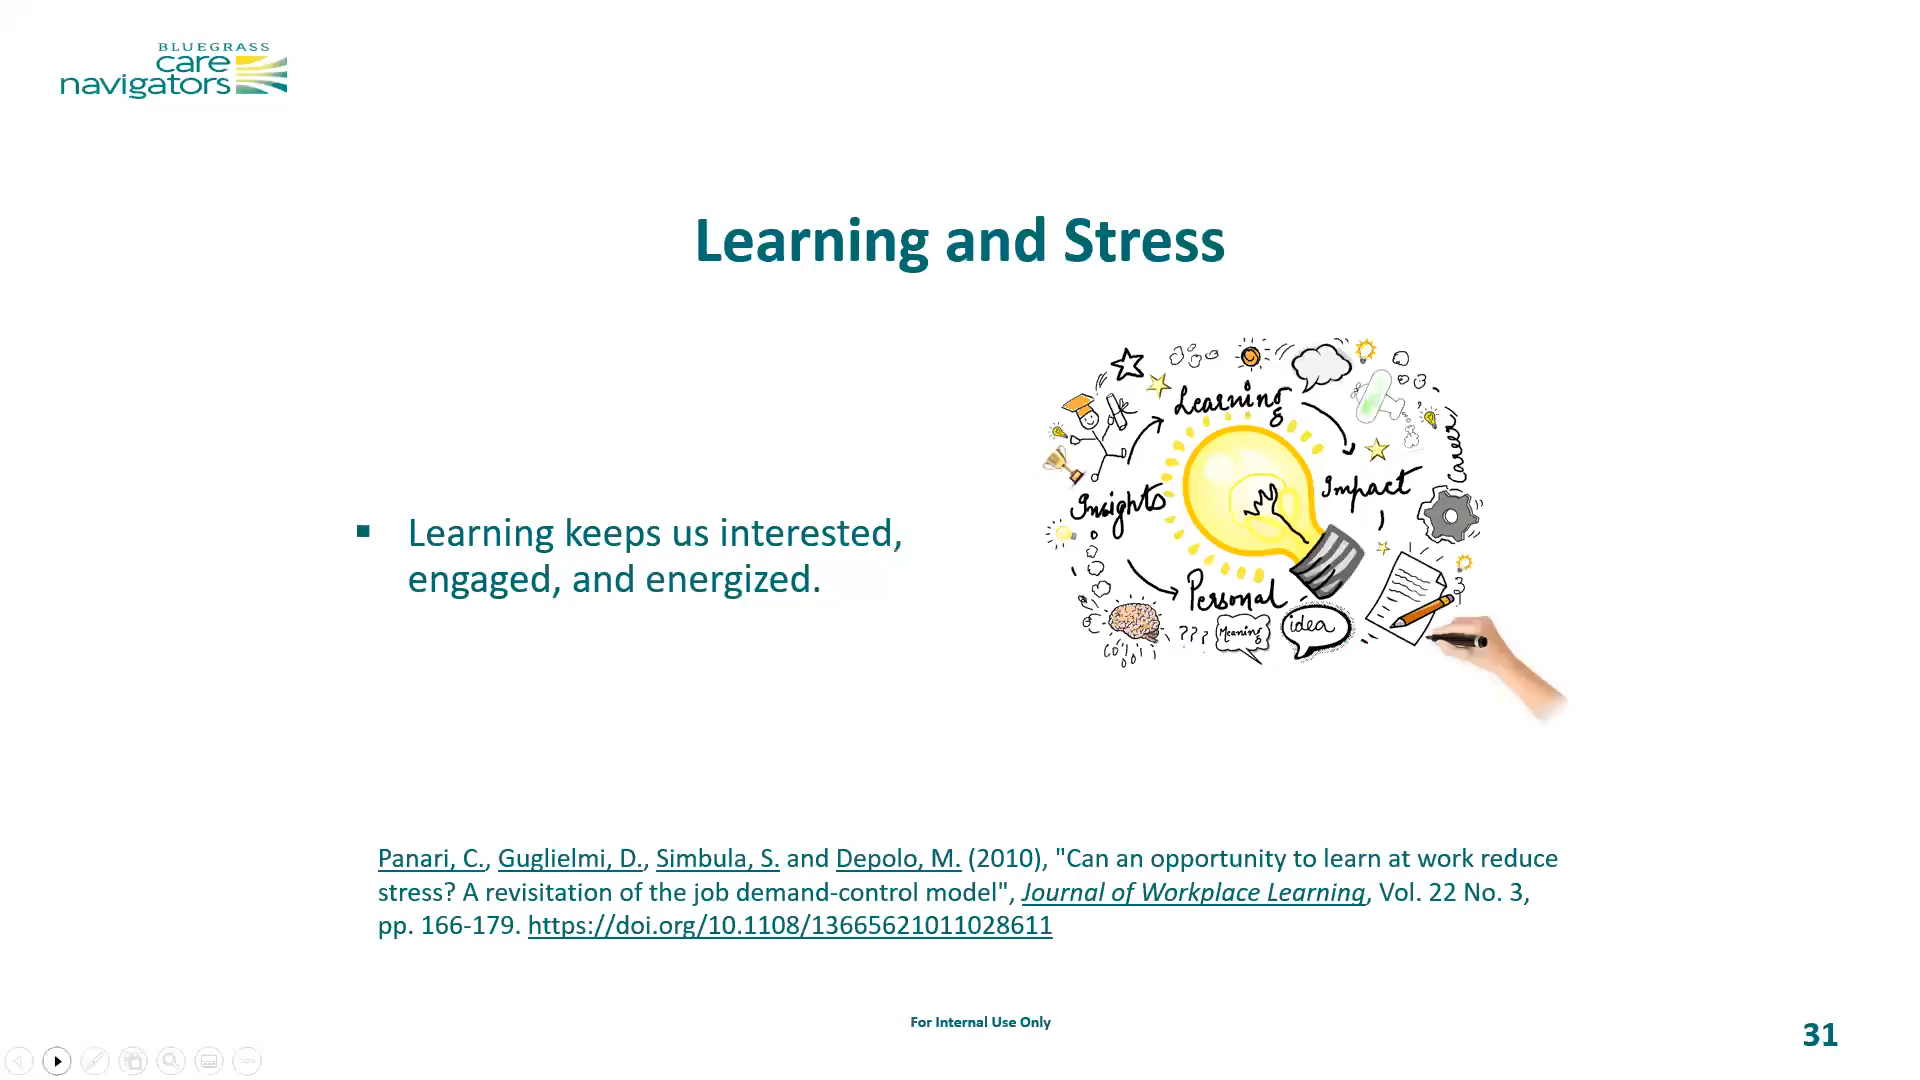 BLUEGRASS
care
navigators
Learning and Stress
▪ Learning keeps us interested,
engaged, and energized.
Learning
Impact
Career
Insights
Personal
???
Meaning
idea
Panari, C., Guglielmi, D., Simbula, S. and Depolo, M. (2010), "Can an opportunity to learn at work reduce
stress? A revisitation of the job demand-control model", Journal of Workplace Learning, Vol. 22 No. 3,
pp. 166-179. https://doi.org/10.1108/13665621011028611
For Internal Use Only
31